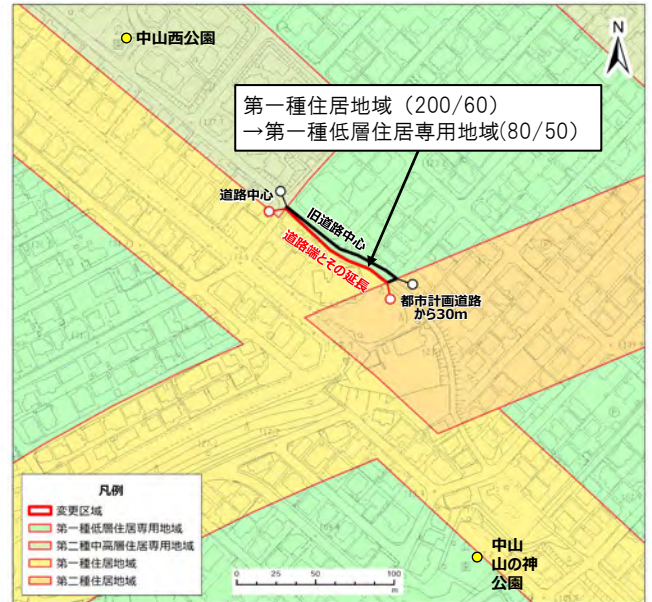 中山西公園
N
第一種住居地域（200/60）
→第一種低層住居専用地域(80/50）
道路中心
旧道路中心
道路端とその延長
都市計画道路
から30m
凡例
変更区域
第一種低層住居専用地域
第二種中高層住居専用地域
第一種住居地域
第二種住居地域
0 25 50 100
m
中山
山の神
公園